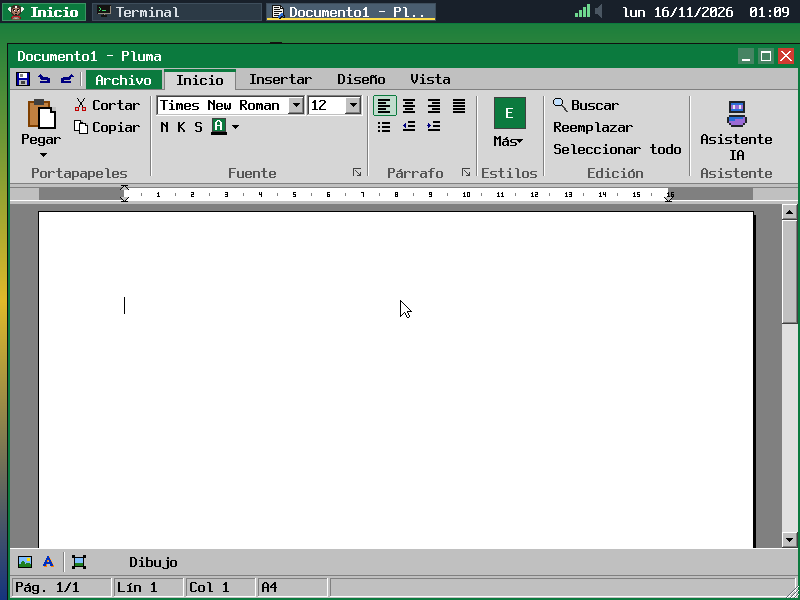 Inicio
Terminal
Documento1 - Pl..
lun 16/11/2026
01:09
Documento1 - Pluma
Archivo
Inicio
Insertar
Diseño
Vista
Pegar
Cortar
Copiar
Portapapeles
Times New Roman
12
N K S A
Fuente
Párrafo
E
Más
Estilos
Buscar
Reemplazar
Seleccionar todo
Edición
Asistente
IA
Asistente
1 2 3 4 5 6 7 8 9 10 11 12 13 14 15 16
A
Dibujo
Pág. 1/1
Lín 1
Col 1
A4